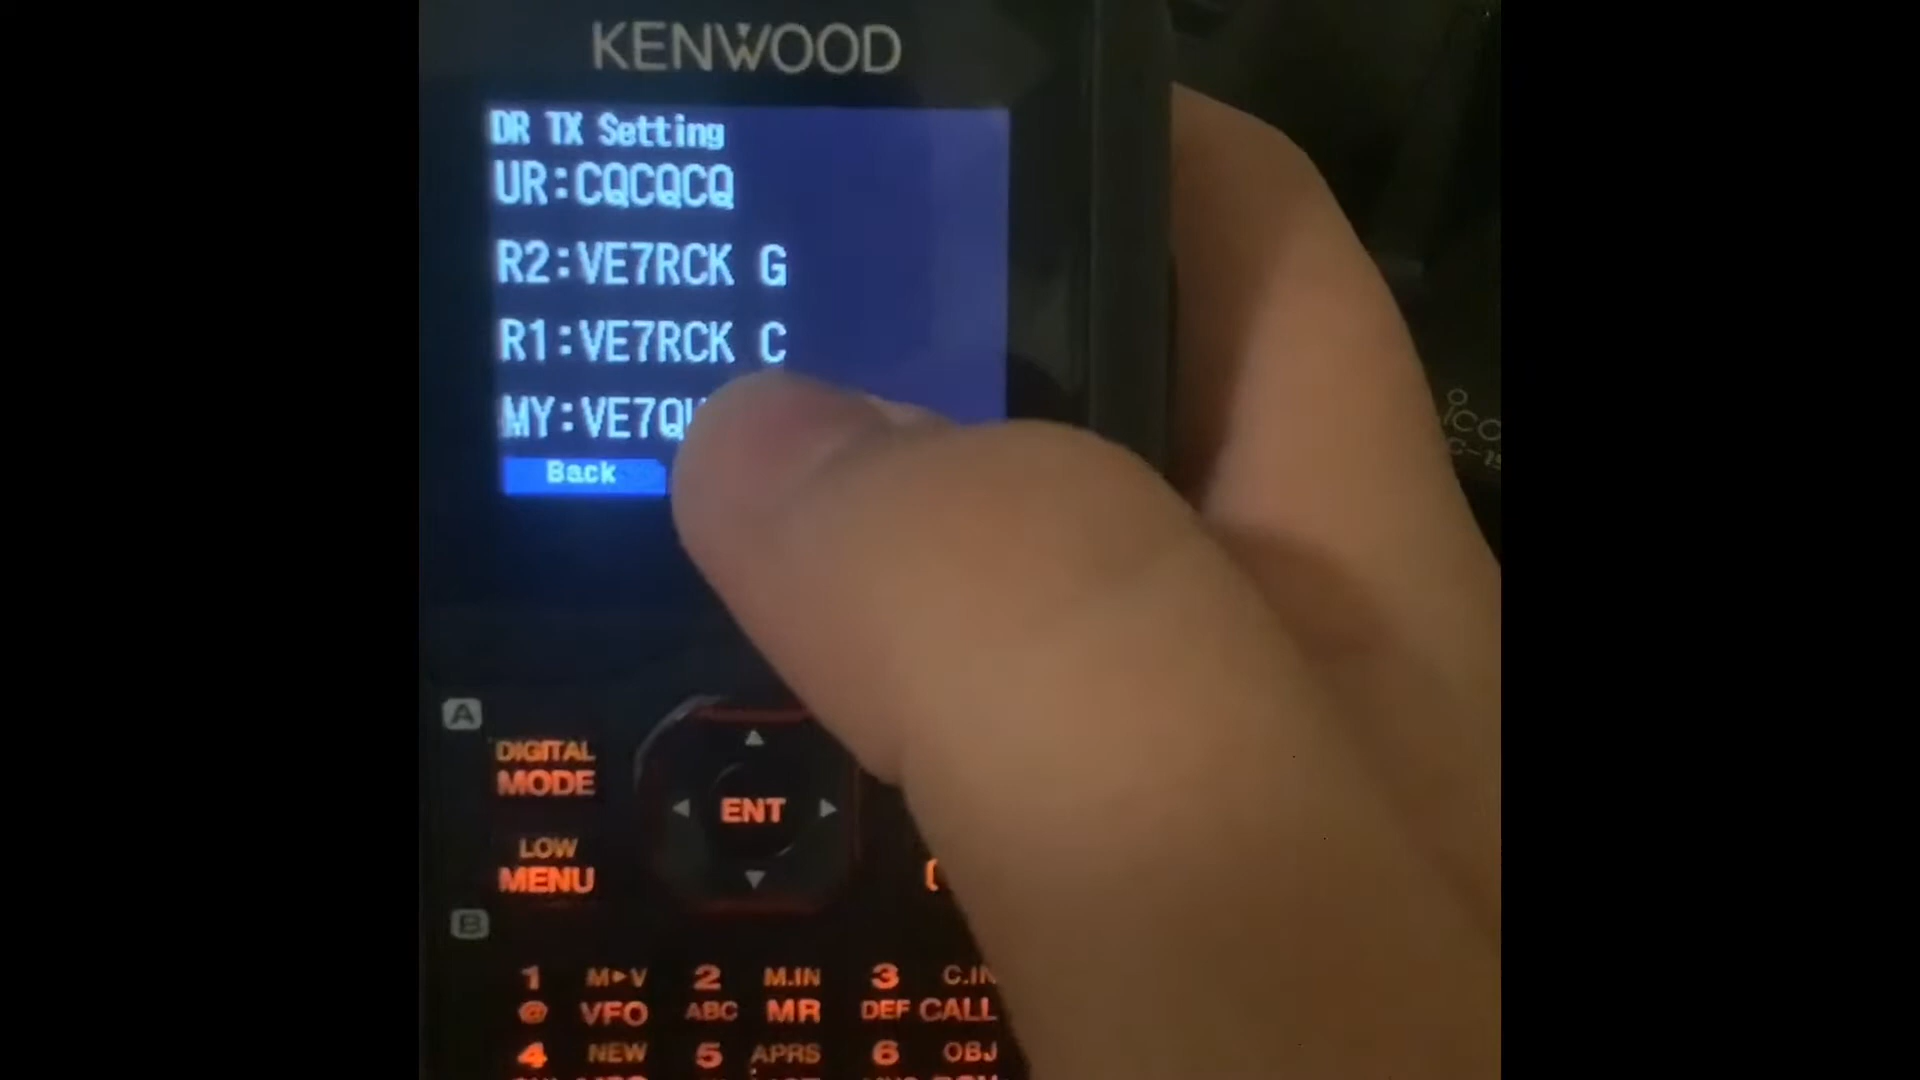 KENWOOD
DR TX Setting
UR:CQCQCQ
R2:VE7RCK G
R1:VE7RCK C
MY:
Back
A
DIGITAL
MODE
ENT
LOW
MENU
B
1 M►V 2 M.IN 3
@ VFO ABC MR DEF CALL
4 NEW 5 APRS 6 OBJ